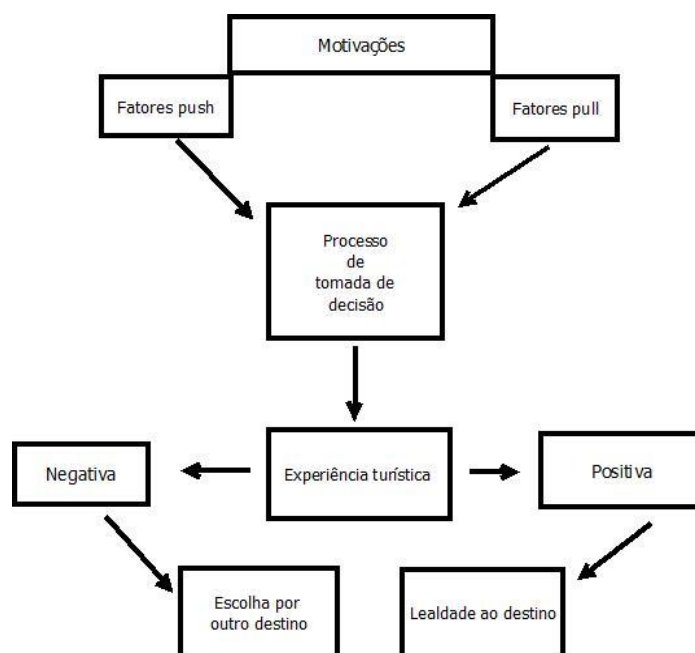 Motivações
Fatores push
Fatores pull
Processo
de
tomada de
decisão
Negativa
Experiência turística
Positiva
Escolha por
outro destino
Lealdade ao destino